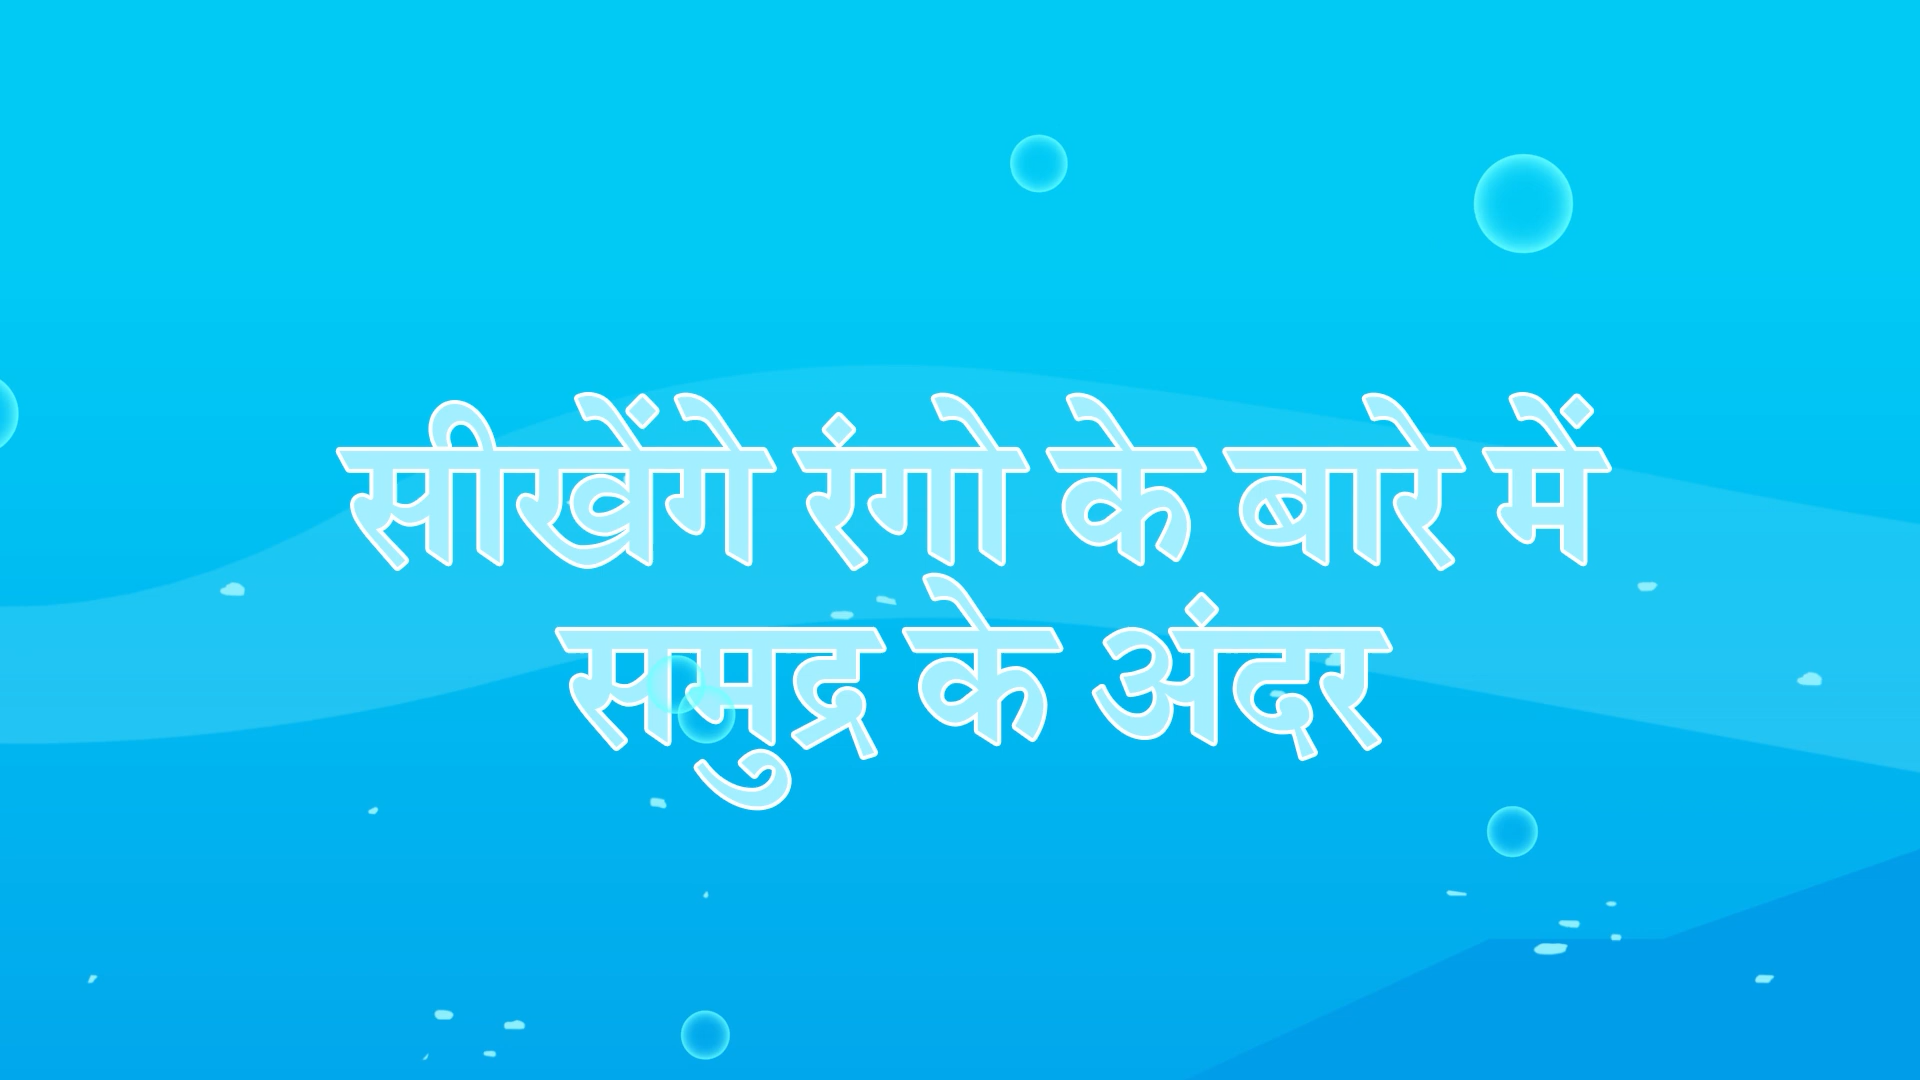 सीखेंगे रंगो के बारे में
समुद्र के अंदर